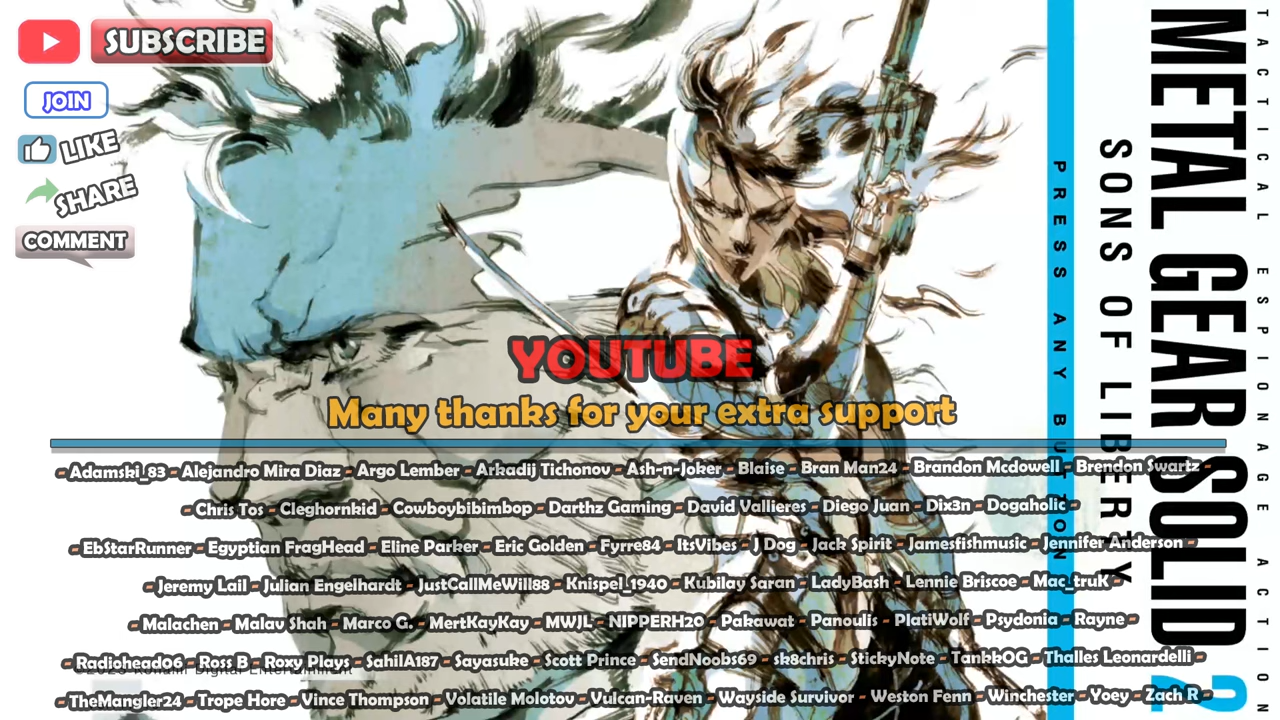 SUBSCRIBE
JOIN
LIKE
SHARE
COMMENT
YOUTUBE
Many thanks for your extra support
- Adamski_83 - Alejandro Mira Diaz - Argo Lember - Arkadij Tichonov - Ash-n-Joker - Blaise - Bran Man24 - Brandon Mcdowell - Brendon Swartz -
- Chris Tos - Cleghornkid - Cowboybibimbop - Darthz Gaming - David Vallieres - Diego Juan - Dix3n - Dogaholic -
- EbStarRunner - Egyptian FragHead - Eline Parker - Eric Golden - Fyrre84 - ItsVibes - J Dog - Jack Spirit - Jamesfishmusic - Jennifer Anderson -
- Jeremy Lail - Julian Engelhardt - JustCallMeWill88 - Knispel_1940 - Kubilay Saran - LadyBash - Lennie Briscoe - Mac_truK -
- Malachen - Malav Shah - Marco G. - MertKayKay - MWJL - NIPPERH2O - Pakawat - Panoulis - PlatiWolf - Psydonia - Rayne -
- Radiohead06 - Ross B - Roxy Plays - SahilA187 - Sayasuke - Scott Prince - SendNoobs69 - sk8chris - StickyNote - TankkOG - Thalles Leonardelli -
- TheMangler24 - Trope Hore - Vince Thompson - Volatile Molotov - Vulcan-Raven - Wayside Survivor - Weston Fenn - Winchester - Yoey - Zach R -
TACTICAL ESPIONAGE ACTION
METAL GEAR SOLID 2
SONS OF LIBERTY
PRESS ANY BUTTON